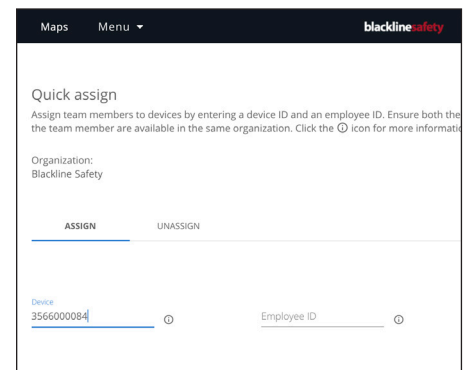 Maps Menu blacklinesafety
Quick assign
Assign team members to devices by entering a device ID and an employee ID. Ensure both the
the team member are available in the same organization. Click the ⓘ icon for more
Organization:
Blackline Safety
ASSIGN UNASSIGN
Device
3566000084 Employee ID